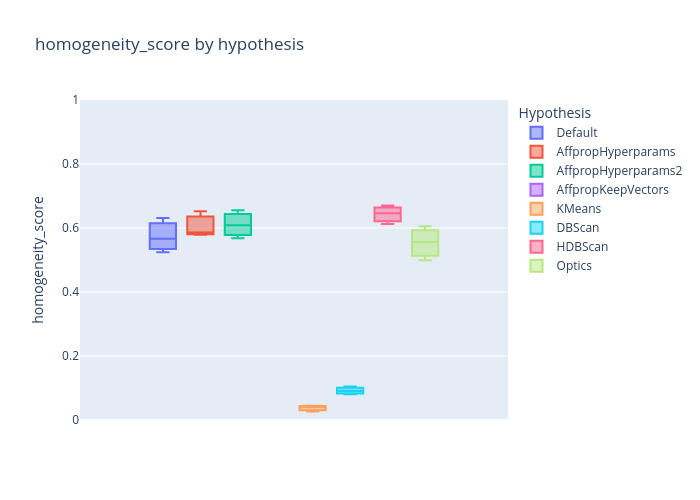 homogeneity_score by hypothesis
homogeneity_score
1
0.8
0.6
0.4
0.2
0
Hypothesis
Default
AffpropHyperparams
AffpropHyperparams2
AffpropKeepVectors
KMeans
DBScan
HDBScan
Optics